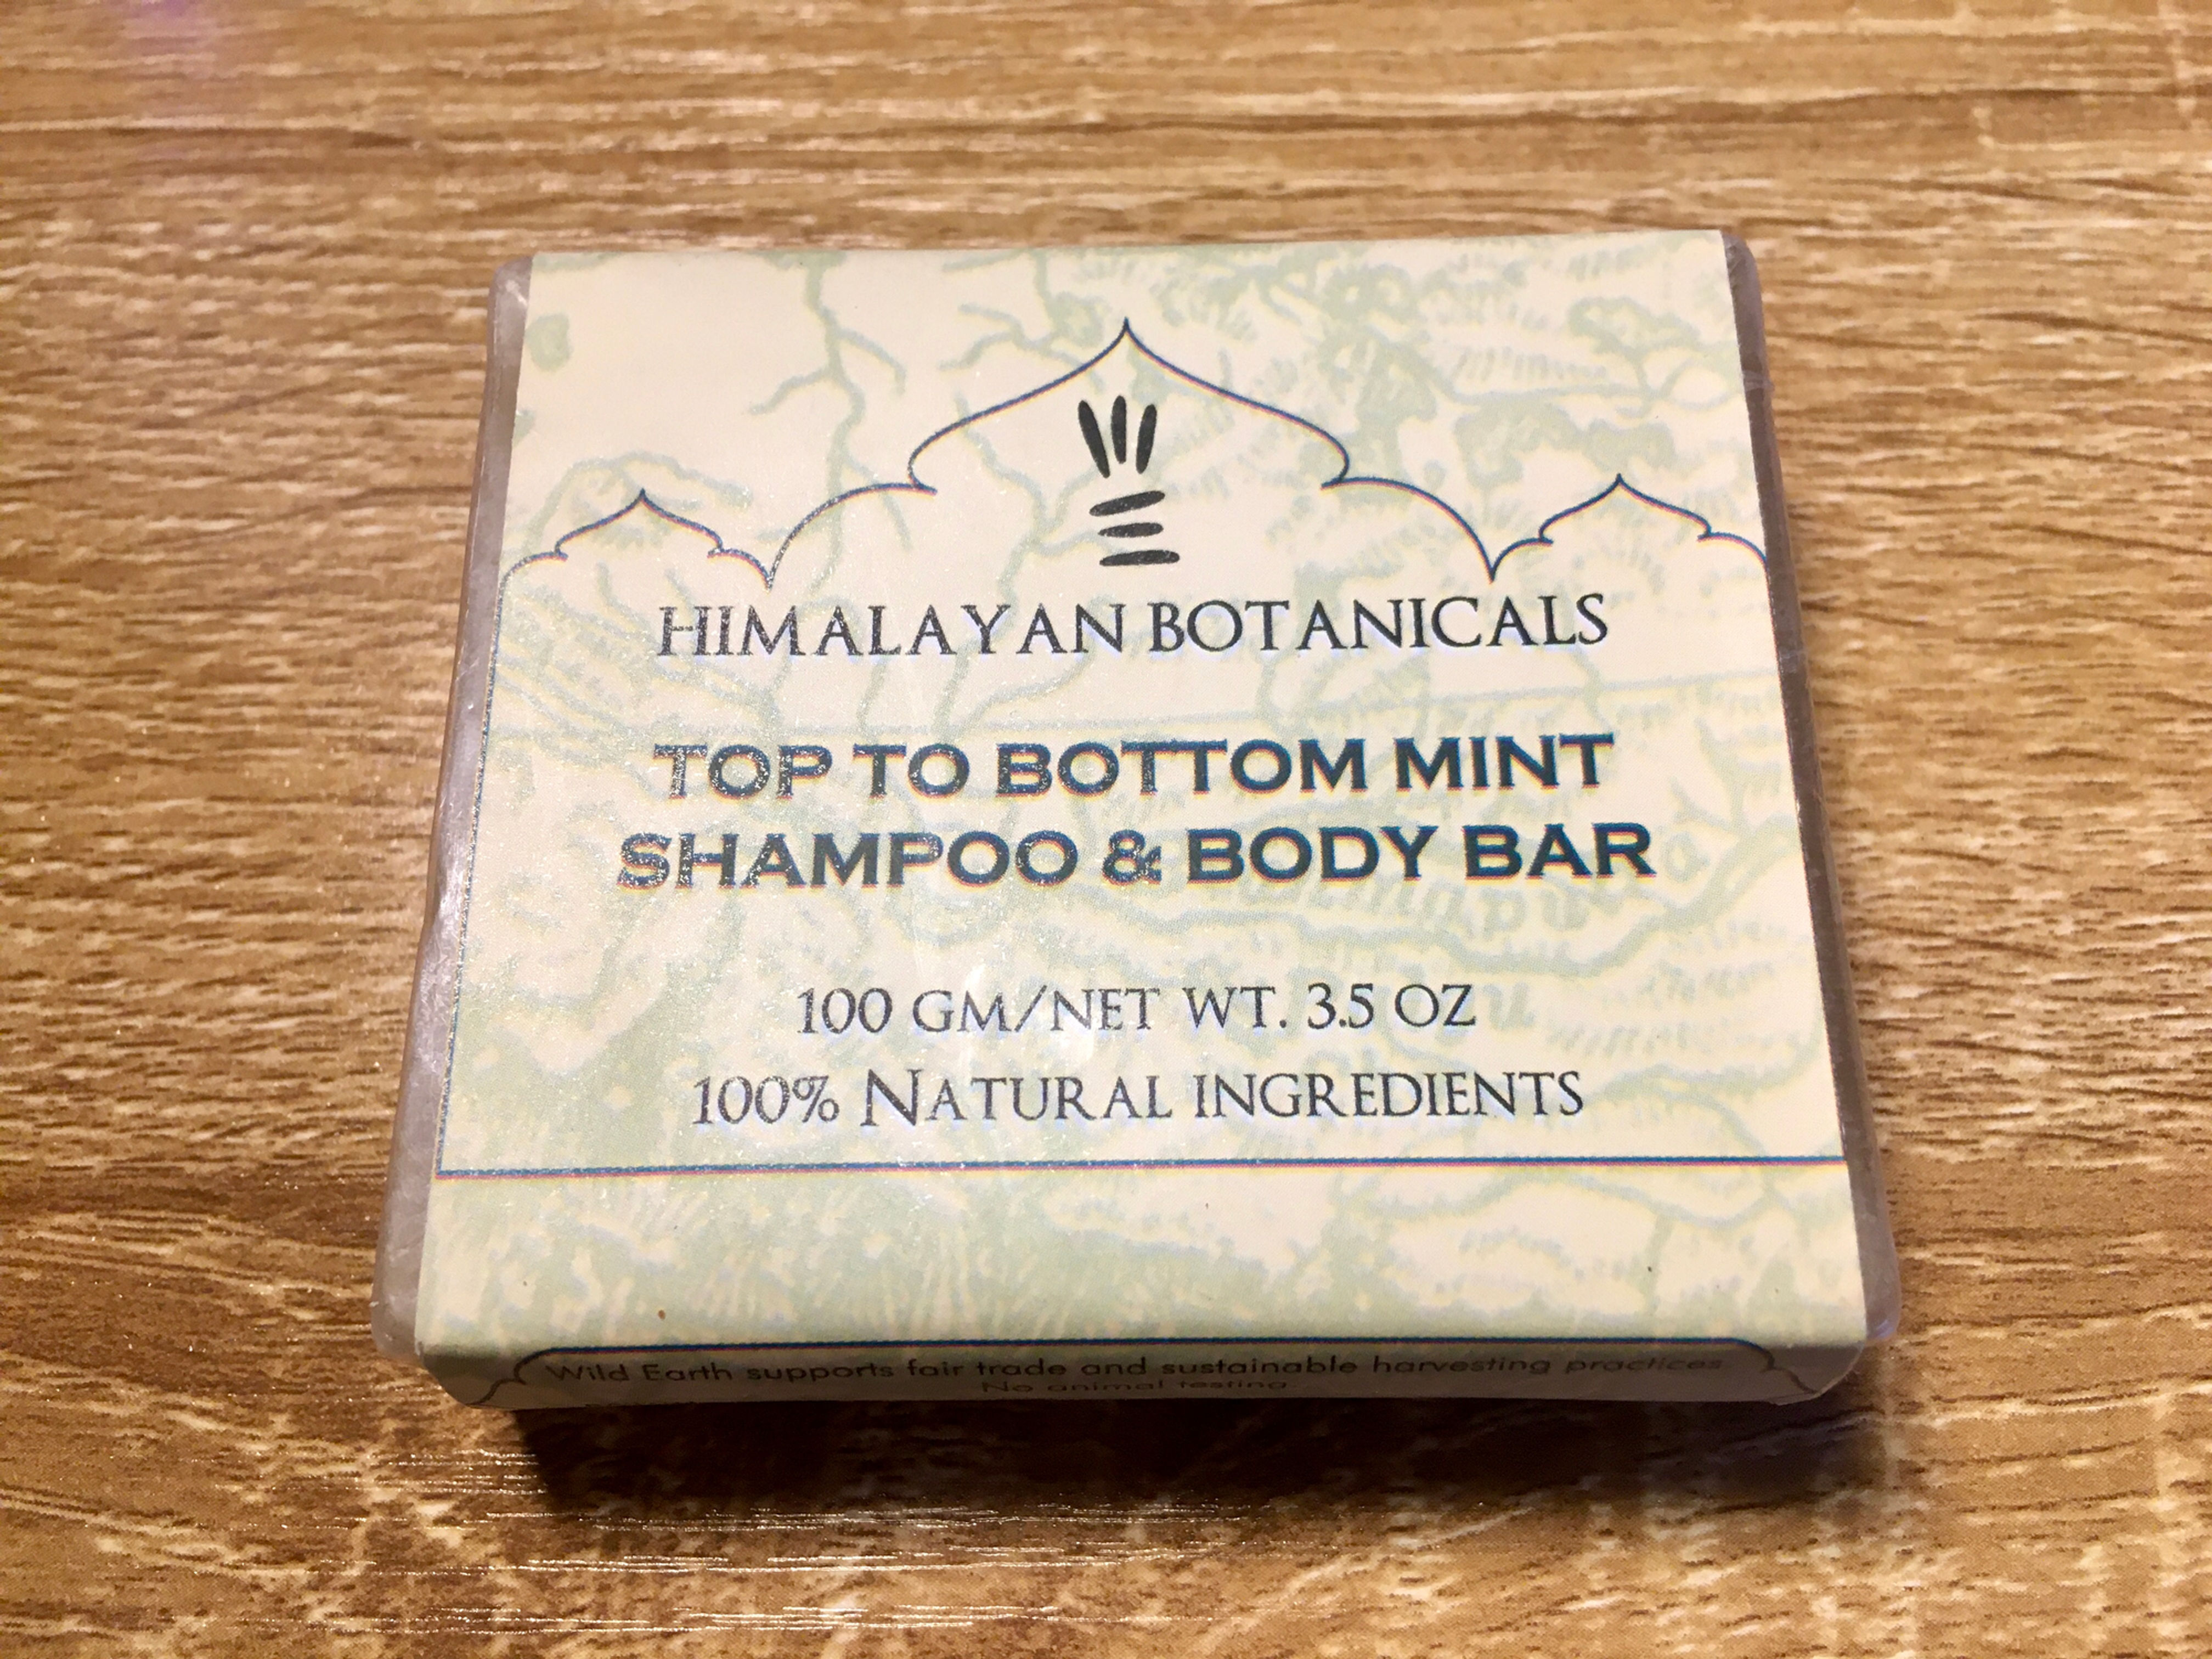 HIMALAYAN BOTANICALS
TOP TO BOTTOM MINT
SHAMPOO & BODY BAR
100 GM/NET WT. 3.5 OZ
100% NATURAL INGREDIENTS
Wild Earth supports fair trade and sustainable harvesting practices
No animal testing